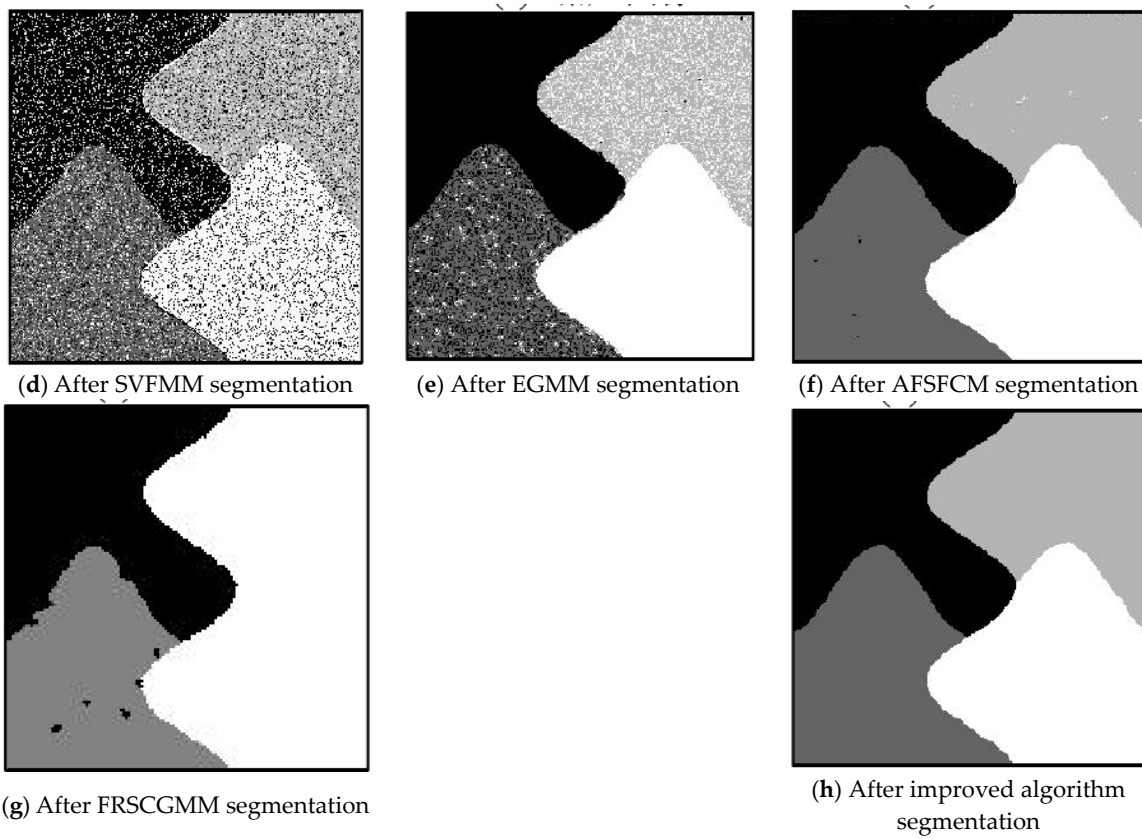 (d) After SVFMM segmentation
(e) After EGMM segmentation
(f) After AFSFCM segmentation
(g) After FRSCGMM segmentation
(h) After improved algorithm
segmentation